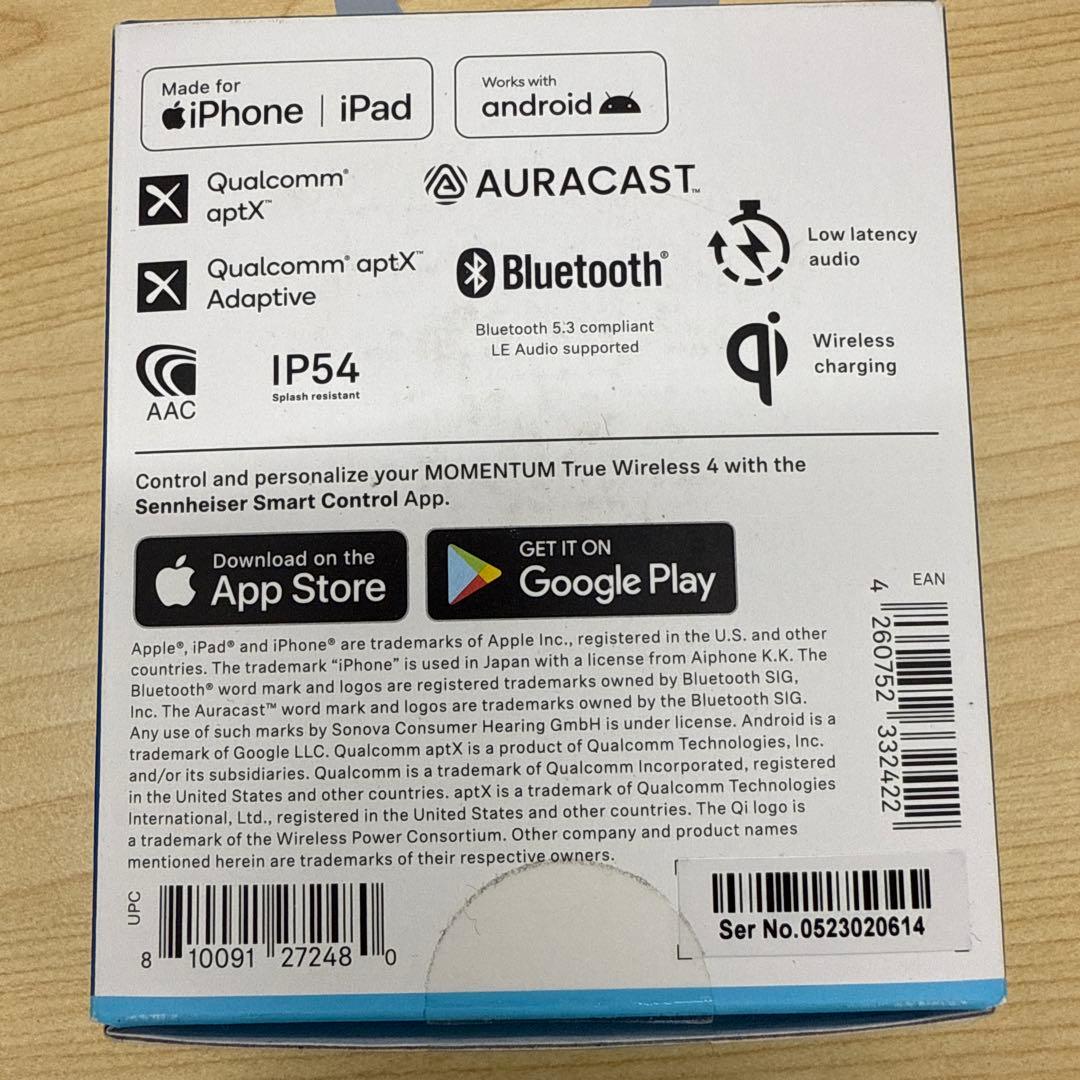 Made for
iPhone | iPad
Works with
android
Qualcomm®
aptX™
AURACAST™
Qualcomm® aptX™
Adaptive
Bluetooth®
Bluetooth 5.3 compliant
LE Audio supported
Low latency
audio
AAC
IP54
Splash resistant
qi
Wireless
charging
Control and personalize your MOMENTUM True Wireless 4 with the
Sennheiser Smart Control App.
Download on the
App Store
GET IT ON
Google Play
Apple®, iPad® and iPhone® are trademarks of Apple Inc., registered in the U.S. and other
countries. The trademark “iPhone” is used in Japan with a license from Aiphone K.K. The
Bluetooth® word mark and logos are registered trademarks owned by Bluetooth SIG,
Inc. The Auracast™ word mark and logos are trademarks owned by the Bluetooth SIG.
Any use of such marks by Sonova Consumer Hearing GmbH is under license. Android is a
trademark of Google LLC. Qualcomm aptX is a product of Qualcomm Technologies, Inc.
and/or its subsidiaries. Qualcomm is a trademark of Qualcomm Incorporated, registered
in the United States and other countries. aptX is a trademark of Qualcomm Technologies
International, Ltd., registered in the United States and other countries. The Qi logo is
a trademark of the Wireless Power Consortium. Other company and product names
mentioned herein are trademarks of their respective owners.
EAN
4 260752 332422
UPC
8 10091 27248 0
Ser No.0523020614